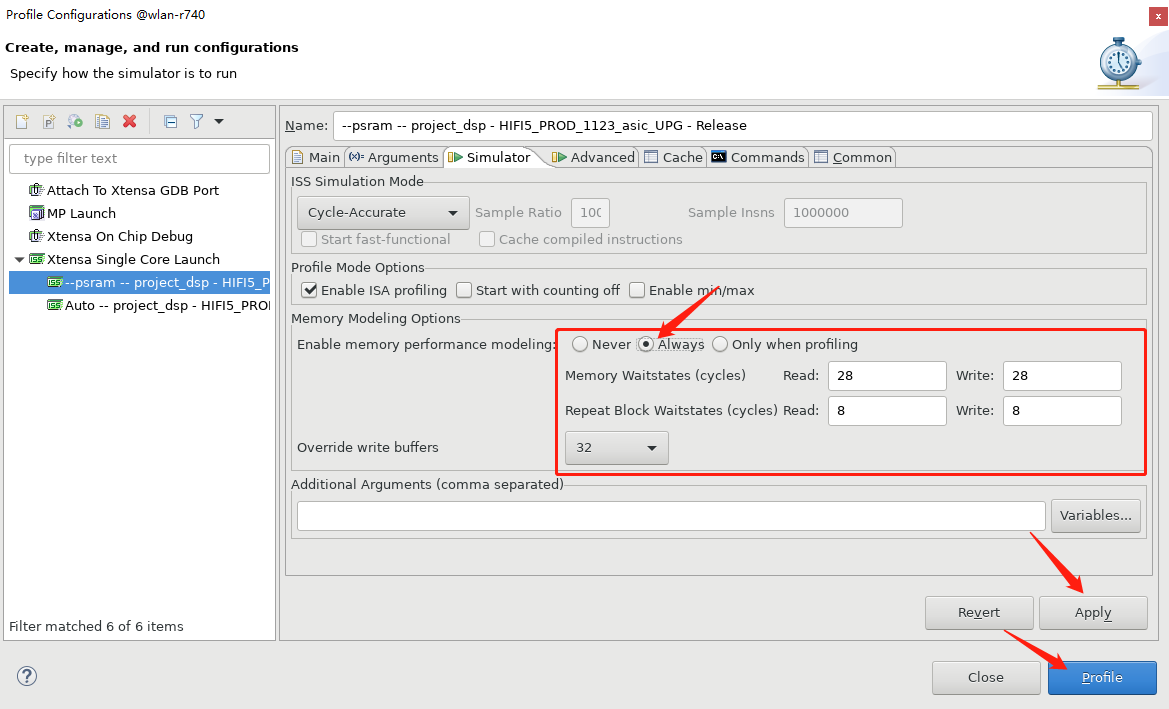 Profile Configurations @wlan-r740
x
Create, manage, and run configurations
Specify how the simulator is to run
type filter text
Attach To Xtensa GDB Port
MP Launch
Xtensa On Chip Debug
Xtensa Single Core Launch
--psram -- project_dsp - HIFI5_P
Auto -- project_dsp - HIFI5_PROI
Filter matched 6 of 6 items
Name: --psram -- project_dsp - HIFI5_PROD_1123_asic_UPG - Release
Main (x)= Arguments Simulator Advanced Cache Commands Common
ISS Simulation Mode
Cycle-Accurate Sample Ratio 100 Sample Insns 1000000
Start fast-functional Cache compiled instructions
Profile Mode Options
Enable ISA profiling Start with counting off Enable min/max
Memory Modeling Options
Enable memory performance modeling: Never Always Only when profiling
Memory Waitstates (cycles) Read: 28 Write: 28
Repeat Block Waitstates (cycles) Read: 8 Write: 8
Override write buffers 32
Additional Arguments (comma separated)
Variables...
Revert Apply
? Close Profile